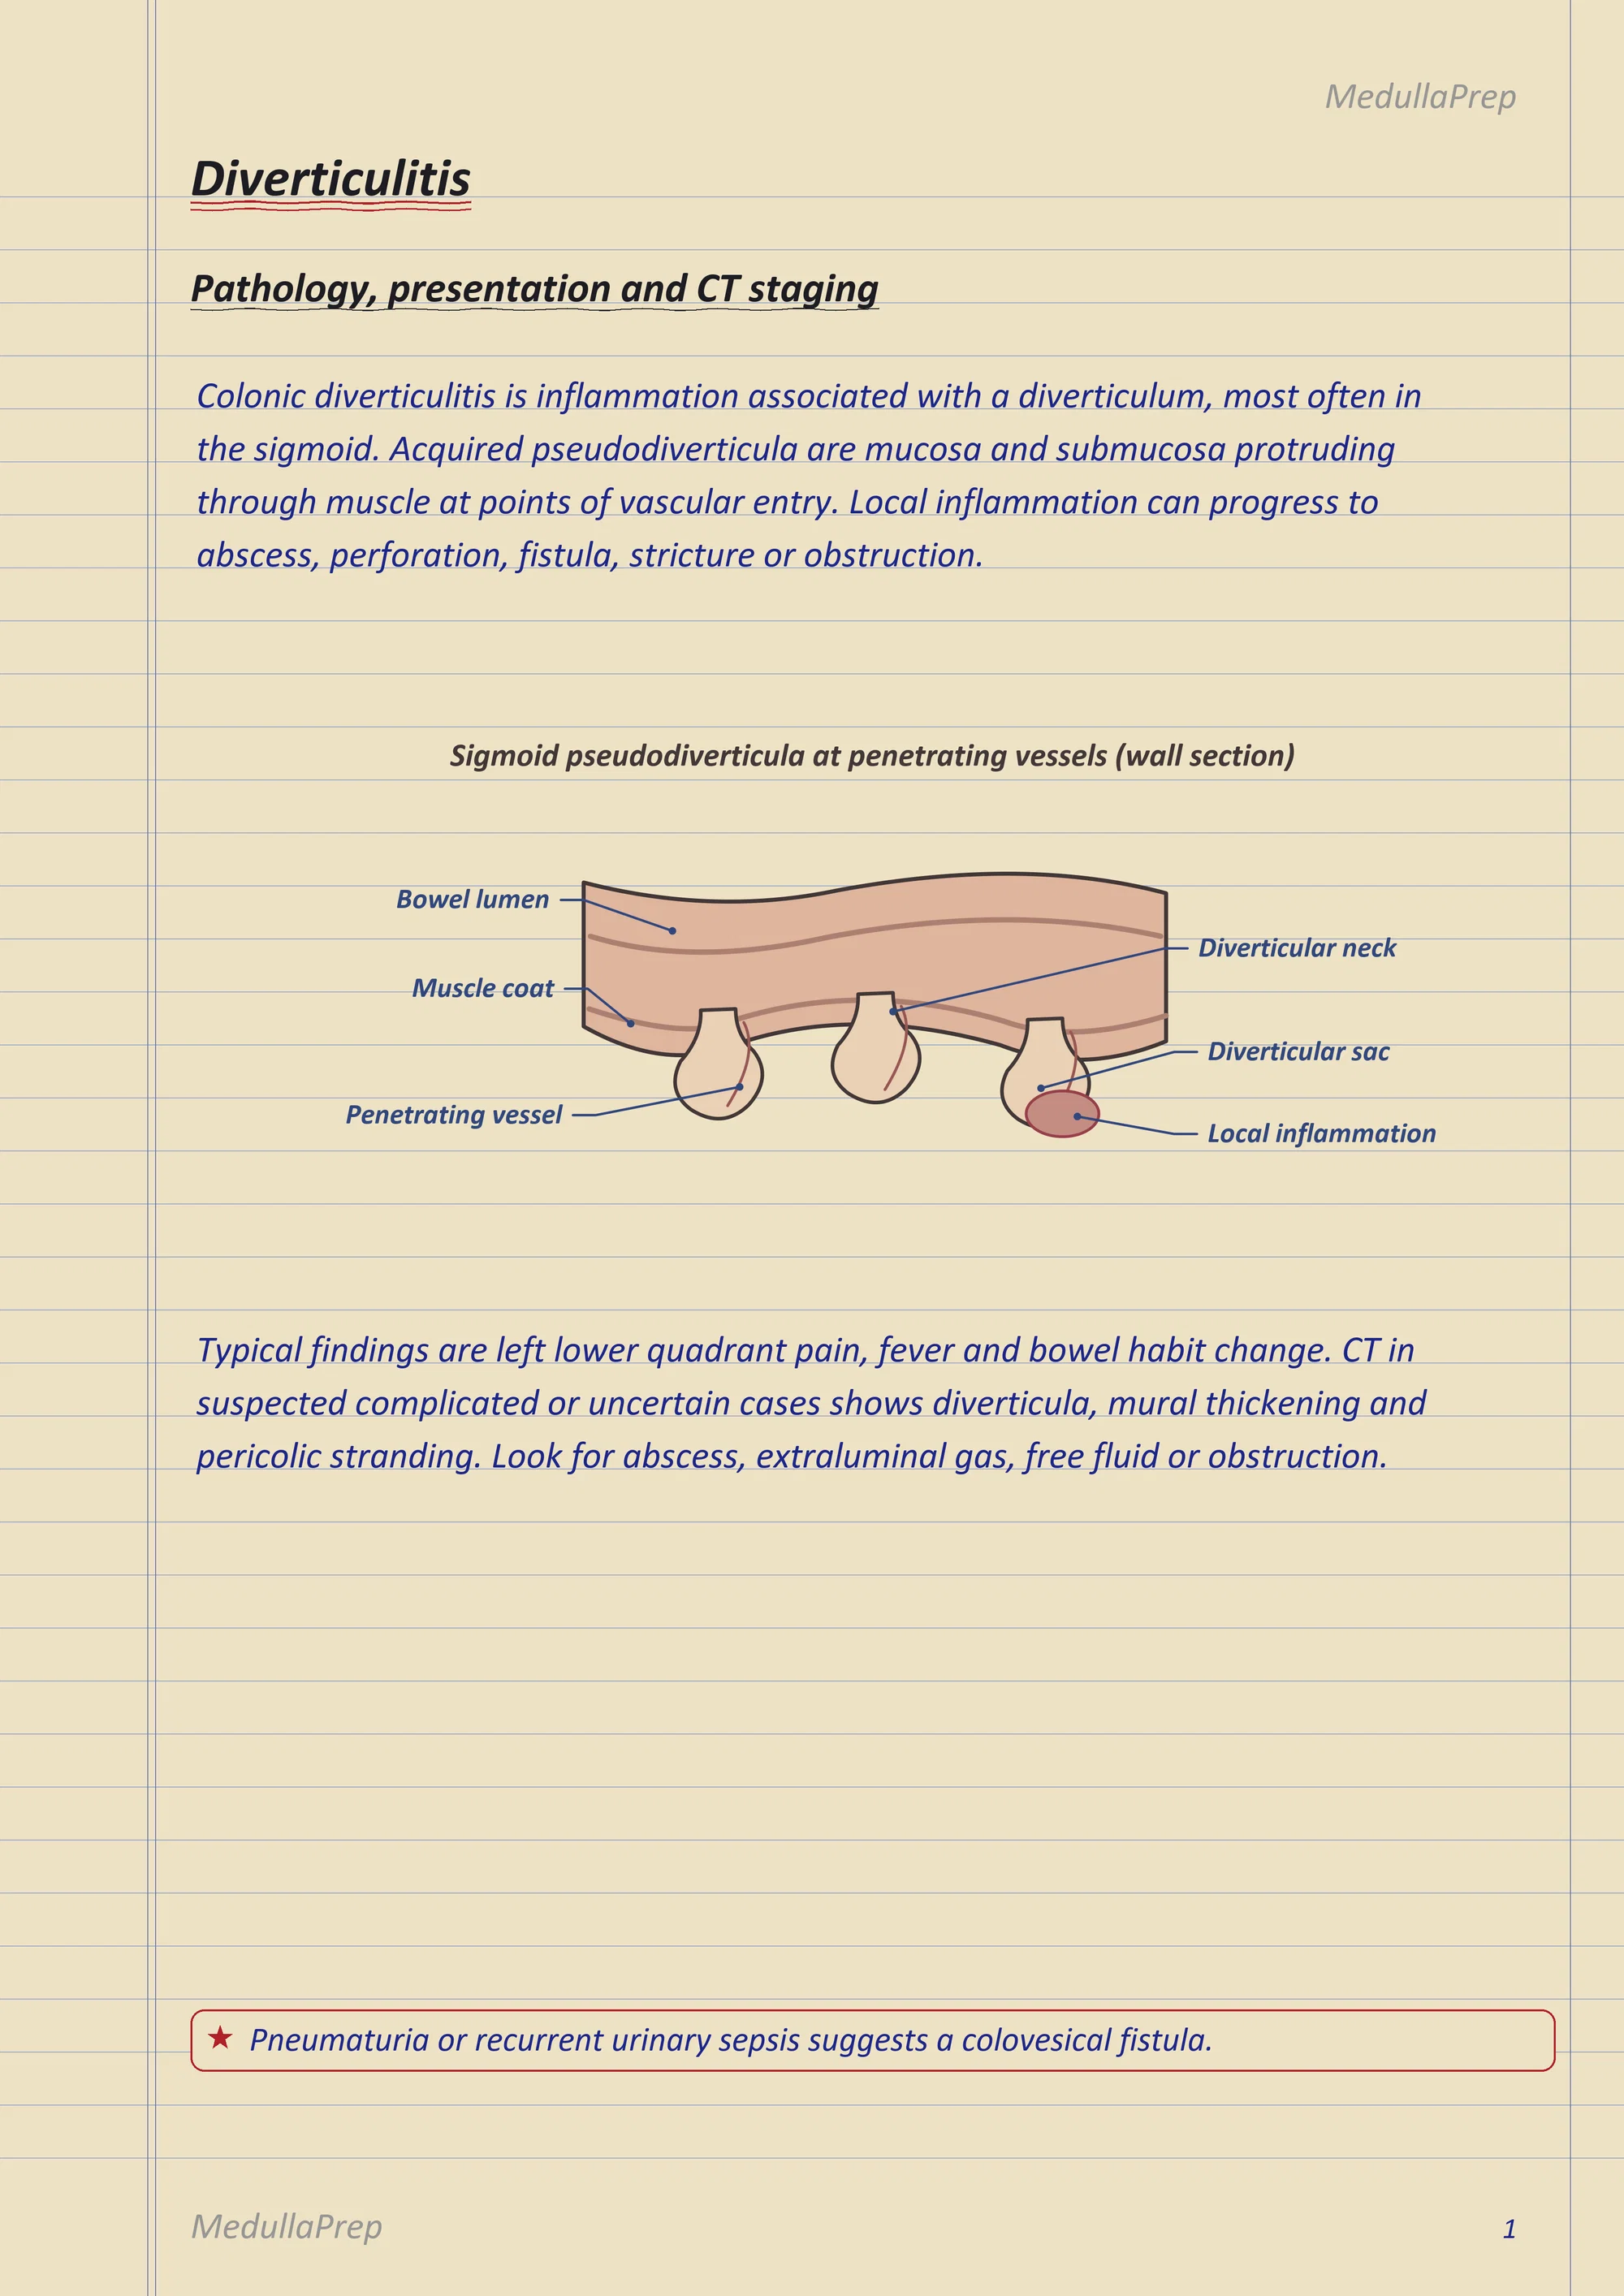 MedullaPrep
Diverticulitis
Pathology, presentation and CT staging
Colonic diverticulitis is inflammation associated with a diverticulum, most often in
the sigmoid. Acquired pseudodiverticula are mucosa and submucosa protruding
through muscle at points of vascular entry. Local inflammation can progress to
abscess, perforation, fistula, stricture or obstruction.
Sigmoid pseudodiverticula at penetrating vessels (wall section)
Bowel lumen
Diverticular neck
Muscle coat
Diverticular sac
Penetrating vessel
Local inflammation
Typical findings are left lower quadrant pain, fever and bowel habit change. CT in
suspected complicated or uncertain cases shows diverticula, mural thickening and
pericolic stranding. Look for abscess, extraluminal gas, free fluid or obstruction.
★ Pneumaturia or recurrent urinary sepsis suggests a colovesical fistula.
MedullaPrep
1